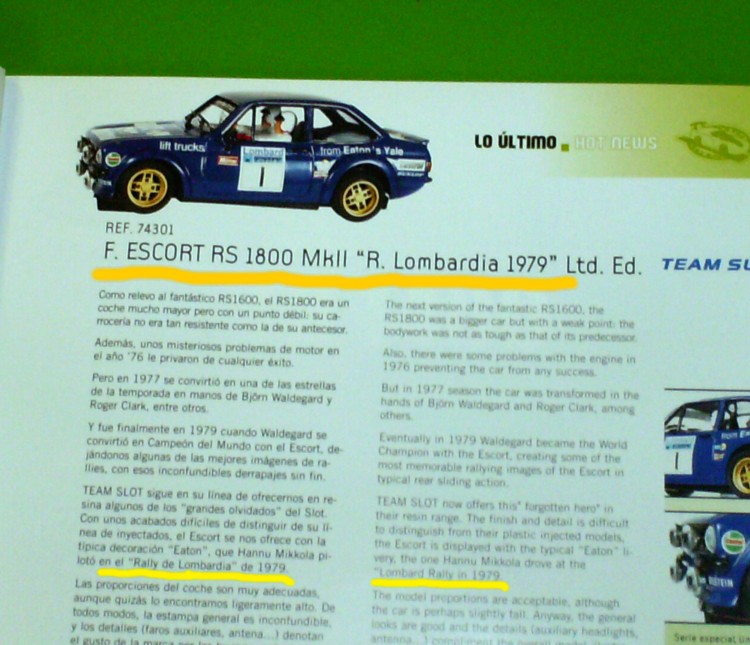 lift trucks
Lombard
1
..from Eaton's Yale
LO ÚLTIMO HOT NEWS
REF. 74301
F. ESCORT RS 1800 MkII "R. Lombardia 1979" Ltd. Ed.
TEAM SL
Como relevo al fantástico RS1600, el RS1800 era un
coche mucho mayor pero con un punto débil: su ca-
rrocería no era tan resistente como la de su antecesor.
Además, unos misteriosos problemas de motor en
el año '76 le privaron de cualquier éxito.
Pero en 1977 se convirtió en una de las estrellas
de la temporada en manos de Björn Waldegard y
Roger Clark, entre otros.
Y fue finalmente en 1979 cuando Waldegard se
convirtió en Campeón del Mundo con el Escort, de-
jándonos algunas de las mejores imágenes de ra-
llies, con esos inconfundibles derrapajes sin fin.
TEAM SLOT sigue en su línea de ofrecernos en re-
sina algunos de los "grandes olvidados" del Slot.
Con unos acabados difíciles de distinguir de su lí-
nea de inyectados, el Escort se nos ofrece con la
típica decoración "Eaton", que Hannu Mikkola pi-
lotó en el "Rally de Lombardia" de 1979.
Las proporciones del coche son muy adecuadas,
aunque quizás lo encontramos ligeramente alto. De
todos modos, la estampa general es inconfundible,
y los detalles (faros auxiliares, antena...) denotan
The next version of the fantastic RS1600, the
RS1800 was a bigger car but with a weak point: the
bodywork was not as tough as that of its predecessor.
Also, there were some problems with the engine in
1976 preventing the car from any success.
But in 1977 season the car was transformed in the
hands of Björn Waldegard and Roger Clark, among
others.
Eventually in 1979 Waldegard became the World
Champion with the Escort, creating some of the
most memorable rallying images of the Escort in
typical rear sliding action.
TEAM SLOT now offers this" forgotten hero" in
their resin range. The finish and detail is difficult
to distinguish from their plastic injected models,
the Escort is displayed with the typical "Eaton" li-
very, the one Hannu Mikkola drove at the
"Lombard Rally in 1979.
The model proportions are acceptable, although
the car is perhaps slightly tall. Anyway, the general
looks are good and the details (auxiliary headlights,
antenna...) compliment the overall model
1
Serie especial